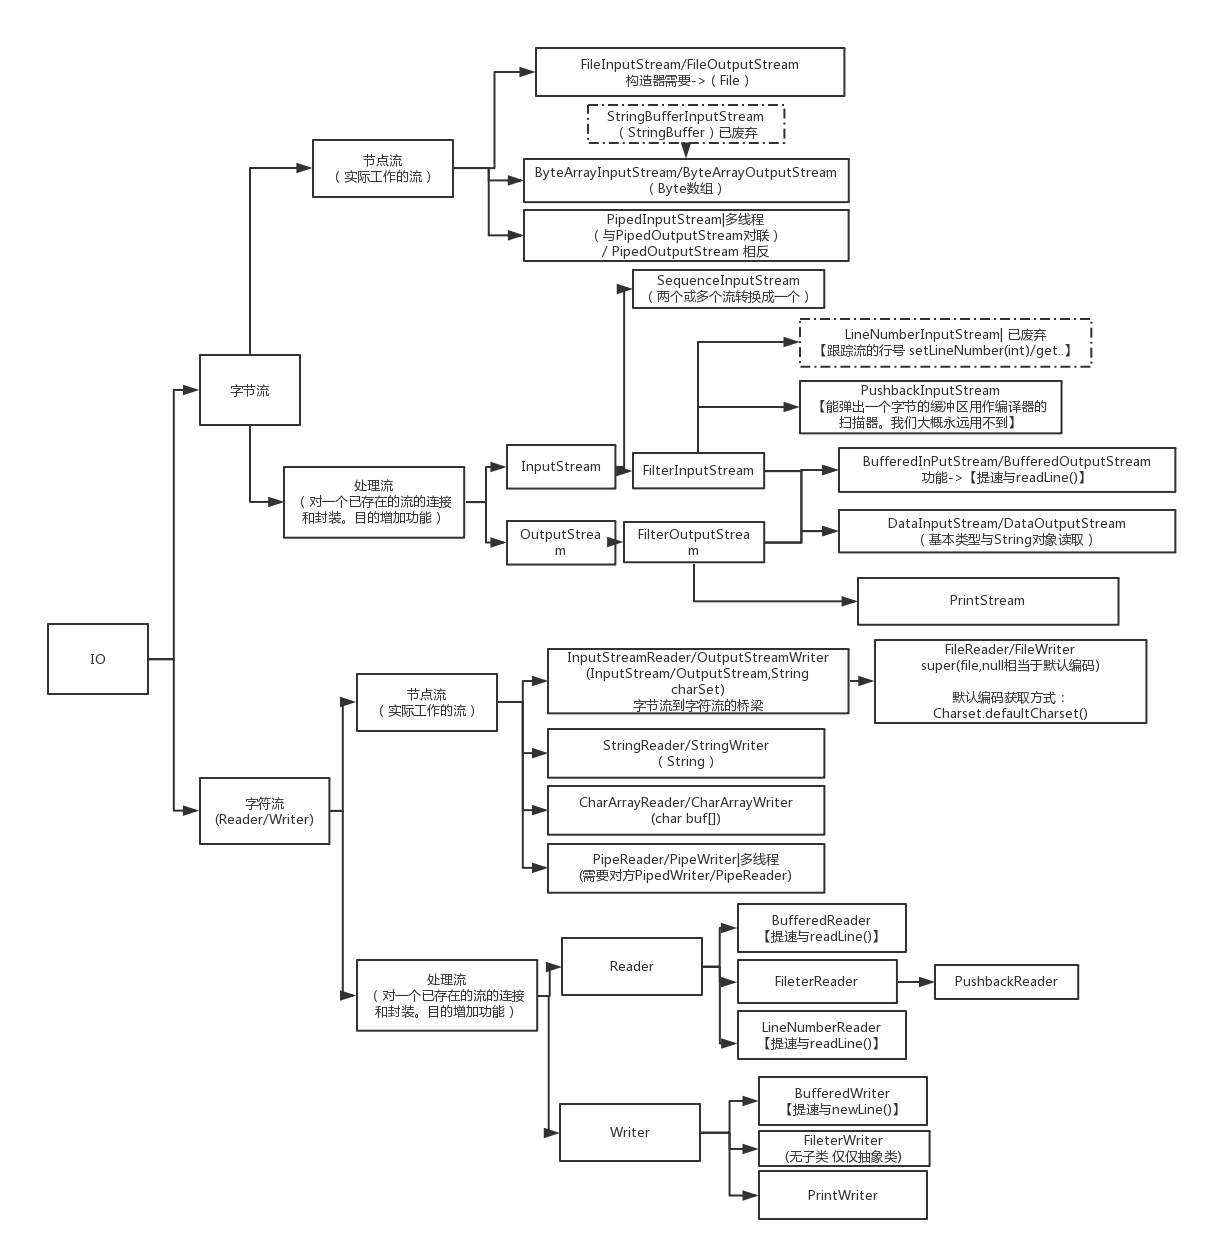 FileInputStream/FileOutputStream
构造器需要->（File）
StringBufferInputStream
（StringBuffer）已废弃
节点流
（实际工作的流）
ByteArrayInputStream/ByteArrayOutputStream
（Byte数组）
PipedInputStream|多线程
（与PipedOutputStream对联）
/ PipedOutputStream 相反
SequenceInputStream
（两个或多个流转换成一个）
LineNumberInputStream| 已废弃
【跟踪流的行号 setLineNumber(int)/get..】
字节流
PushbackInputStream
【能弹出一个字节的缓冲区用作编译器的
扫描器。我们大概永远用不到】
InputStream
FilterInputStream
BufferedInPutStream/BufferedOutputStream
功能->【提速与readLine()】
处理流
（对一个已存在的流的连接
和封装。目的增加功能）
OutputStrea
m
FilterOutputStrea
m
DataInputStream/DataOutputStream
（基本类型与String对象读取）
PrintStream
IO
InputStreamReader/OutputStreamWriter
(InputStream/OutputStream,String
charSet)
字节流到字符流的桥梁
FileReader/FileWriter
super(file,null相当于默认编码)
默认编码获取方式：
Charset.defaultCharset()
节点流
（实际工作的流）
StringReader/StringWriter
（String）
字符流
(Reader/Writer)
CharArrayReader/CharArrayWriter
(char buf[])
PipeReader/PipeWriter|多线程
(需要对方PipedWriter/PipeReader)
BufferedReader
【提速与readLine()】
Reader
处理流
（对一个已存在的流的连接
和封装。目的增加功能）
FileterReader
PushbackReader
LineNumberReader
【提速与readLine()】
BufferedWriter
【提速与newLine()】
Writer
FileterWriter
(无子类 仅仅抽象类)
PrintWriter